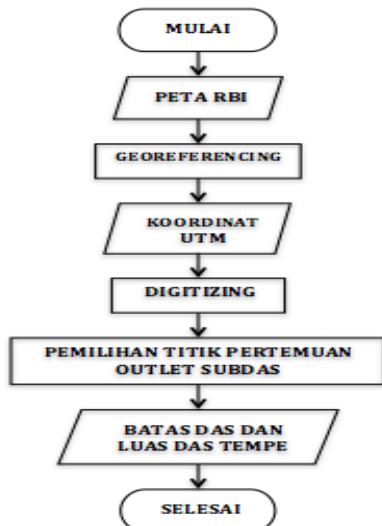 MULAI
PETA RBI
GEOREFERENCING
KOORDINAT
UTM
DIGITIZING
PEMILIHAN TITIK PERTEMUAN
OUTLET SUBDAS
BATAS DAS DAN
LUAS DAS TEMPE
SELESAI